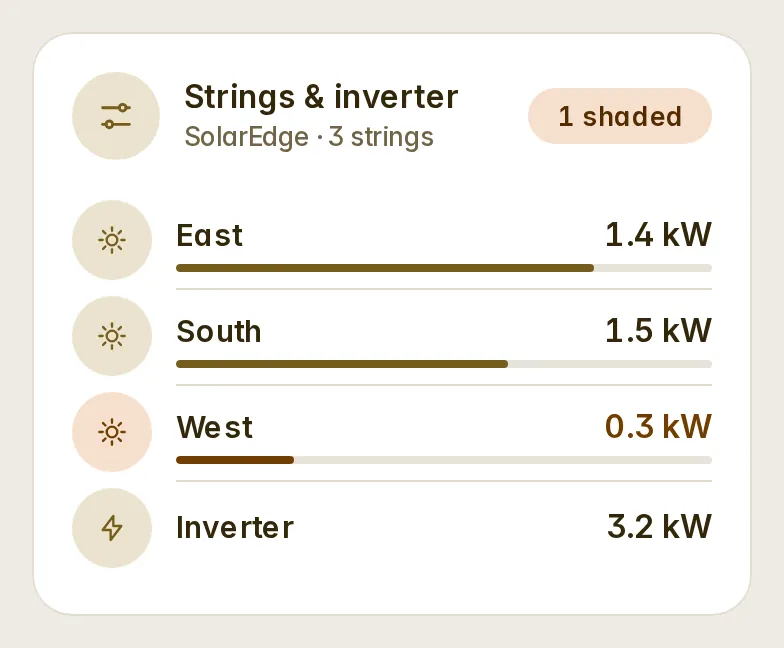 Strings & inverter
SolarEdge · 3 strings
1 shaded
East
1.4 kW
South
1.5 kW
West
0.3 kW
Inverter
3.2 kW